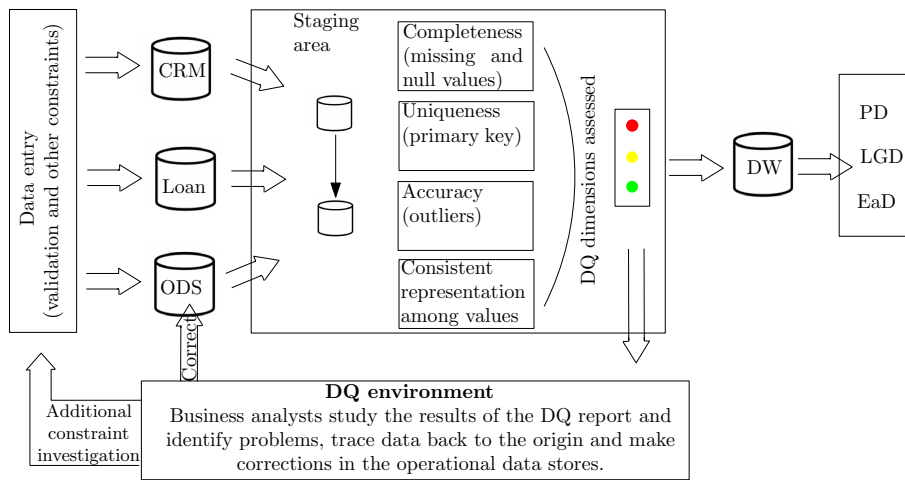 Data entry
(validation and other constraints)
CRM
Loan
ODS
Staging
area
Completeness
(missing and
null values)
Uniqueness
(primary key)
Accuracy
(outliers)
Consistent
representation
among values
DQ dimensions assessed
DW
PD
LGD
EaD
Correct
Additional
constraint
investigation
DQ environment
Business analysts study the results of the DQ report and
identify problems, trace data back to the origin and make
corrections in the operational data stores.